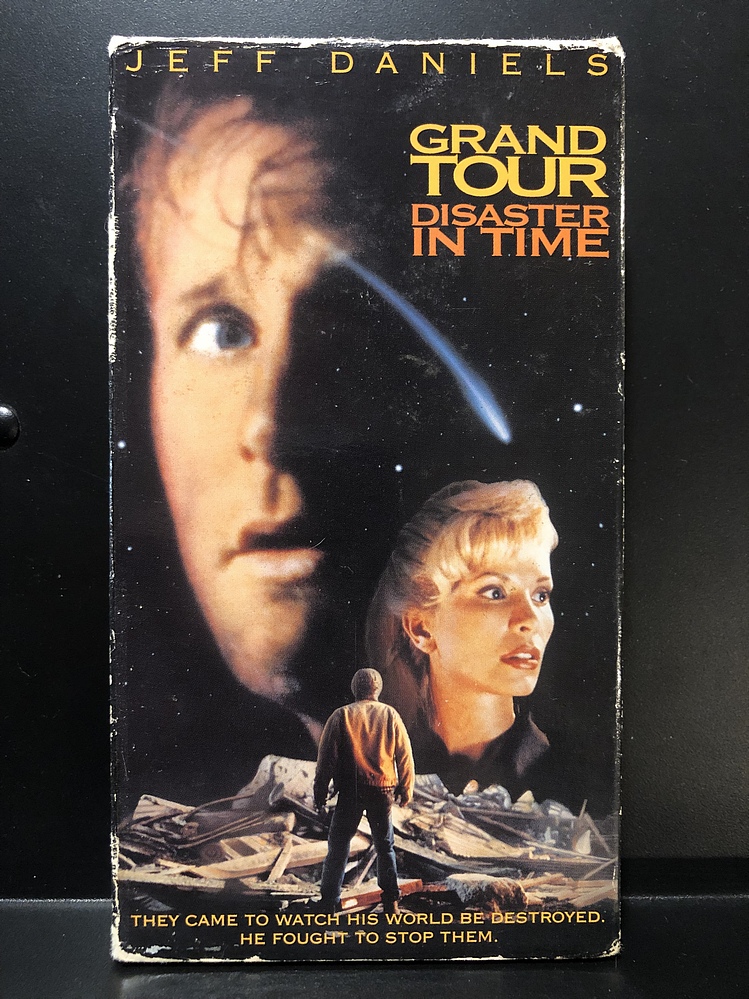 JEFF DANIELS
GRAND
TOUR
DISASTER
IN TIME
THEY CAME TO WATCH HIS WORLD BE DESTROYED.
HE FOUGHT TO STOP THEM.